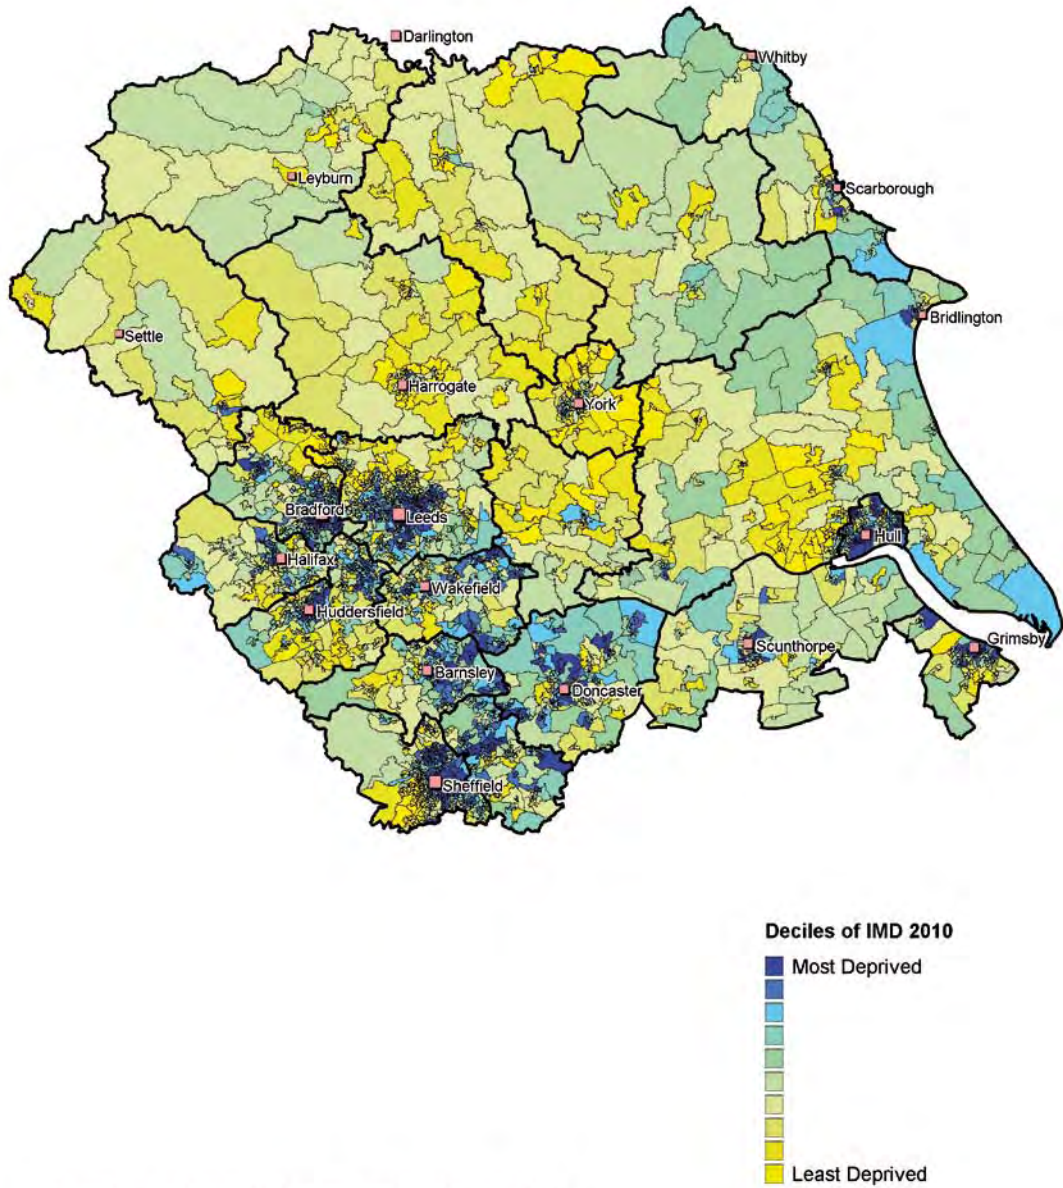 Darlington
Whitby
Leyburn
Scarborough
Settle
Bridlington
Harrogate
York
Bradford
Leeds
Hull
Halifax
Wakefield
Huddersfield
Grimsby
Scunthorpe
Barnsley
Doncaster
Sheffield
Deciles of IMD 2010
Most Deprived
Least Deprived